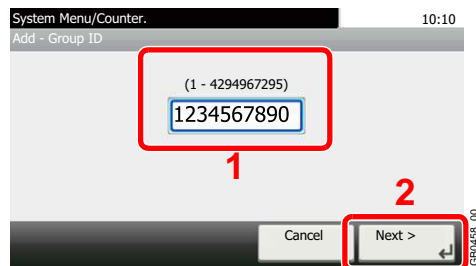 System Menu/Counter.
10:10
Add - Group ID
(1 - 4294967295)
1234567890
1
2
Cancel
Next >
GB0458_00